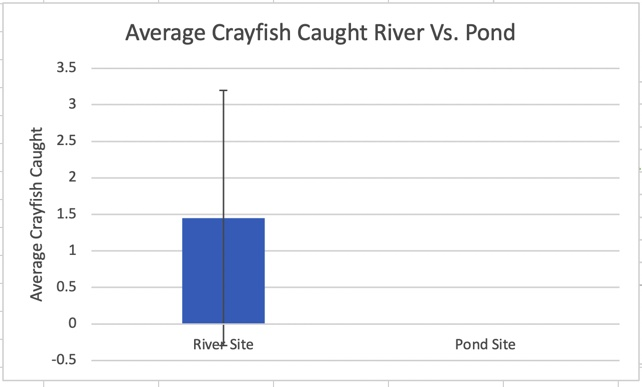 Average Crayfish Caught River Vs. Pond
Average Crayfish Caught
3.5
3
2.5
2
1.5
1
0.5
0
-0.5
River Site
Pond Site